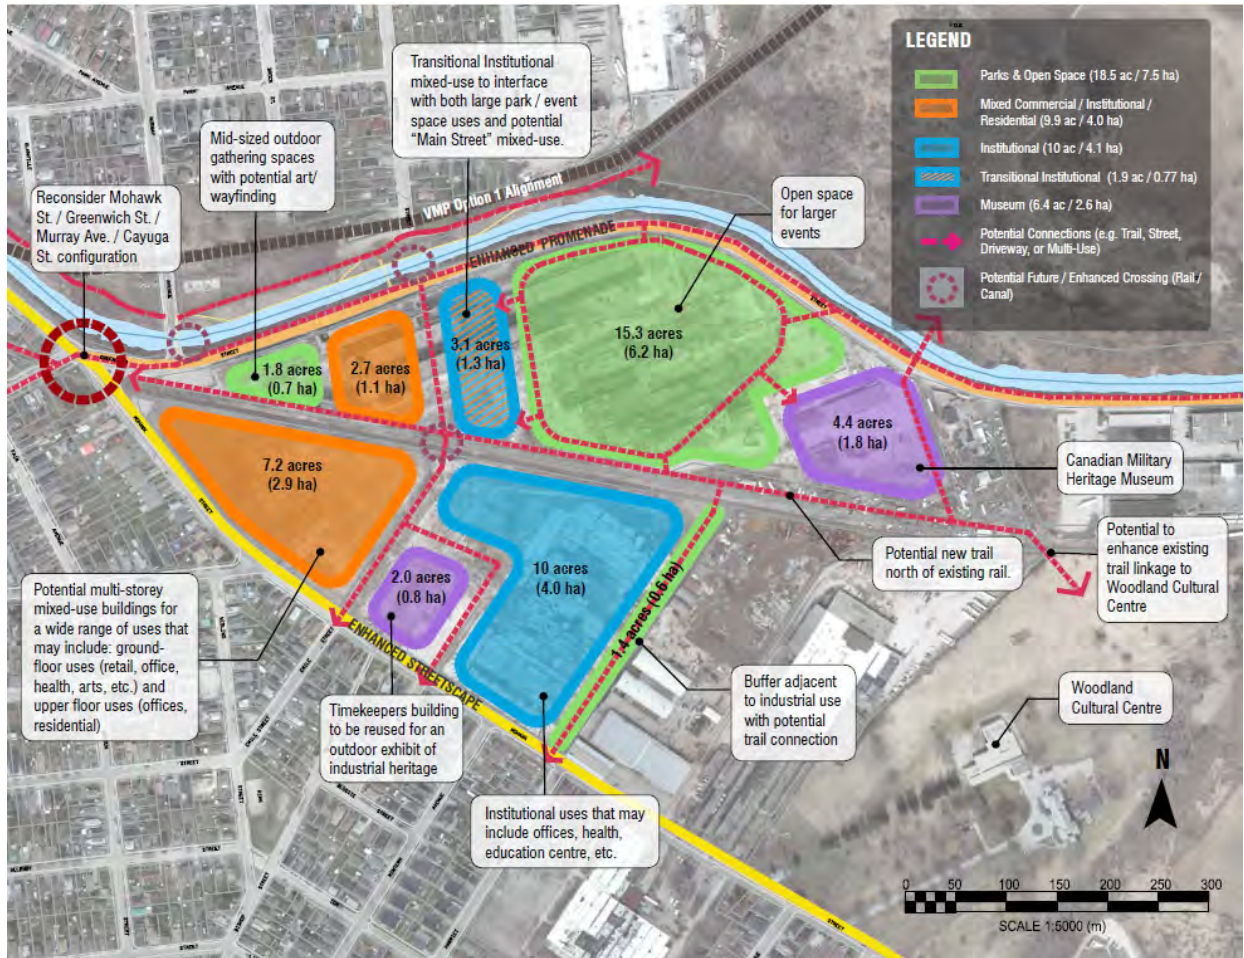 LEGEND
Parks & Open Space (18.5 ac / 7.5 ha)
Mixed Commercial / Institutional /
Residential (9.9 ac / 4.0 ha)
Institutional (10 ac / 4.1 ha)
Transitional Institutional (1.9 ac / 0.77 ha)
Museum (6.4 ac / 2.6 ha)
Potential Connections (e.g. Trail, Street,
Driveway, or Multi-Use)
Potential Future / Enhanced Crossing (Rail /
Canal)
Transitional Institutional
mixed-use to interface
with both large park / event
space uses and potential
“Main Street” mixed-use.
Mid-sized outdoor
gathering spaces
with potential art/
wayfinding
Reconsider Mohawk
St. / Greenwich St. /
Murray Ave. / Cayuga
St. configuration
VMP Option 1 Alignment
Open space
for larger
events
ENHANCED PROMENADE
STREET
STREET
1.8 acres
(0.7 ha)
2.7 acres
(1.1 ha)
3.1 acres
(1.3 ha)
15.3 acres
(6.2 ha)
4.4 acres
(1.8 ha)
Canadian Military
Heritage Museum
7.2 acres
(2.9 ha)
10 acres
(4.0 ha)
2.0 acres
(0.8 ha)
1.4 acres (0.6 ha)
Potential new trail
north of existing rail.
Potential to
enhance existing
trail linkage to
Woodland Cultural
Centre
Potential multi-storey
mixed-use buildings for
a wide range of uses that
may include: ground-
floor uses (retail, office,
health, arts, etc.) and
upper floor uses (offices,
residential)
ENHANCED STREETSCAPE
Timekeepers building
to be reused for an
outdoor exhibit of
industrial heritage
Buffer adjacent
to industrial use
with potential
trail connection
Woodland
Cultural Centre
Institutional uses that may
include offices, health,
education centre, etc.
N
0 50 100 150 200 250 300
SCALE 1:5000 (m)